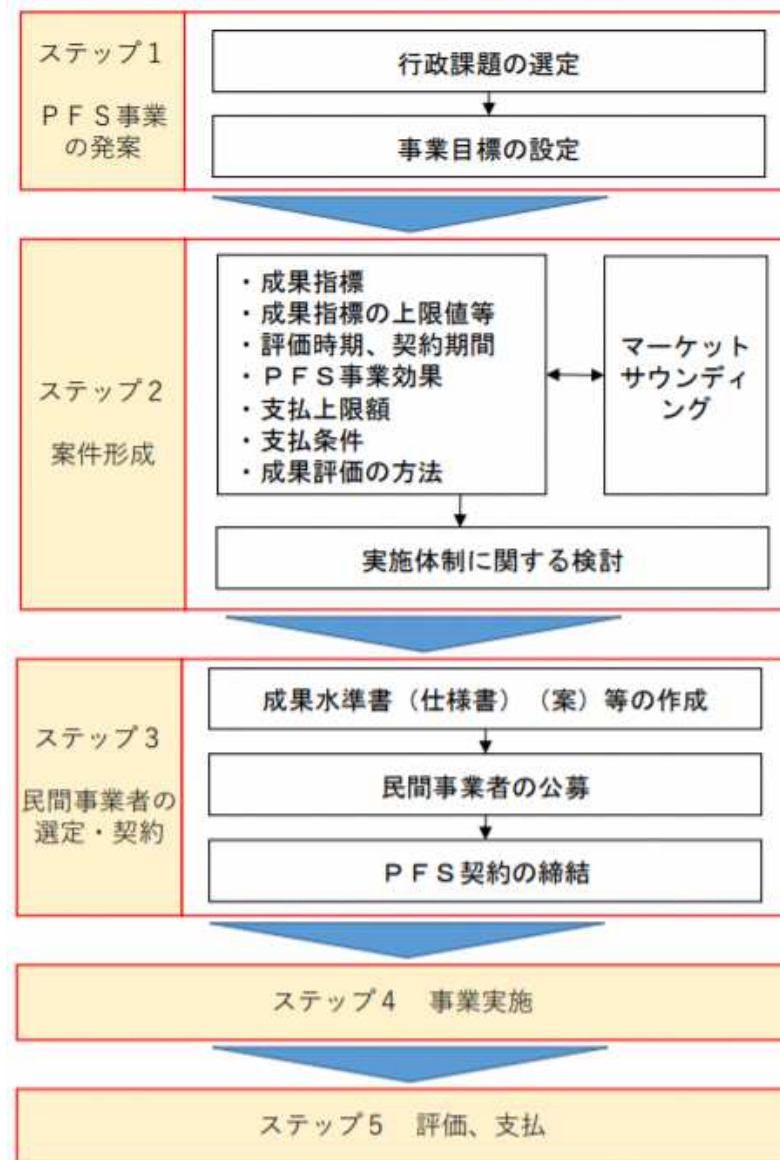 ステップ１
ＰＦＳ事業
の発案
行政課題の選定
事業目標の設定
ステップ２
案件形成
・成果指標
・成果指標の上限値等
・評価時期、契約期間
・ＰＦＳ事業効果
・支払上限額
・支払条件
・成果評価の方法
マーケット
サウンディ
ング
実施体制に関する検討
ステップ３
民間事業者の
選定・契約
成果水準書（仕様書）（案）等の作成
民間事業者の公募
ＰＦＳ契約の締結
ステップ４　事業実施
ステップ５　評価、支払